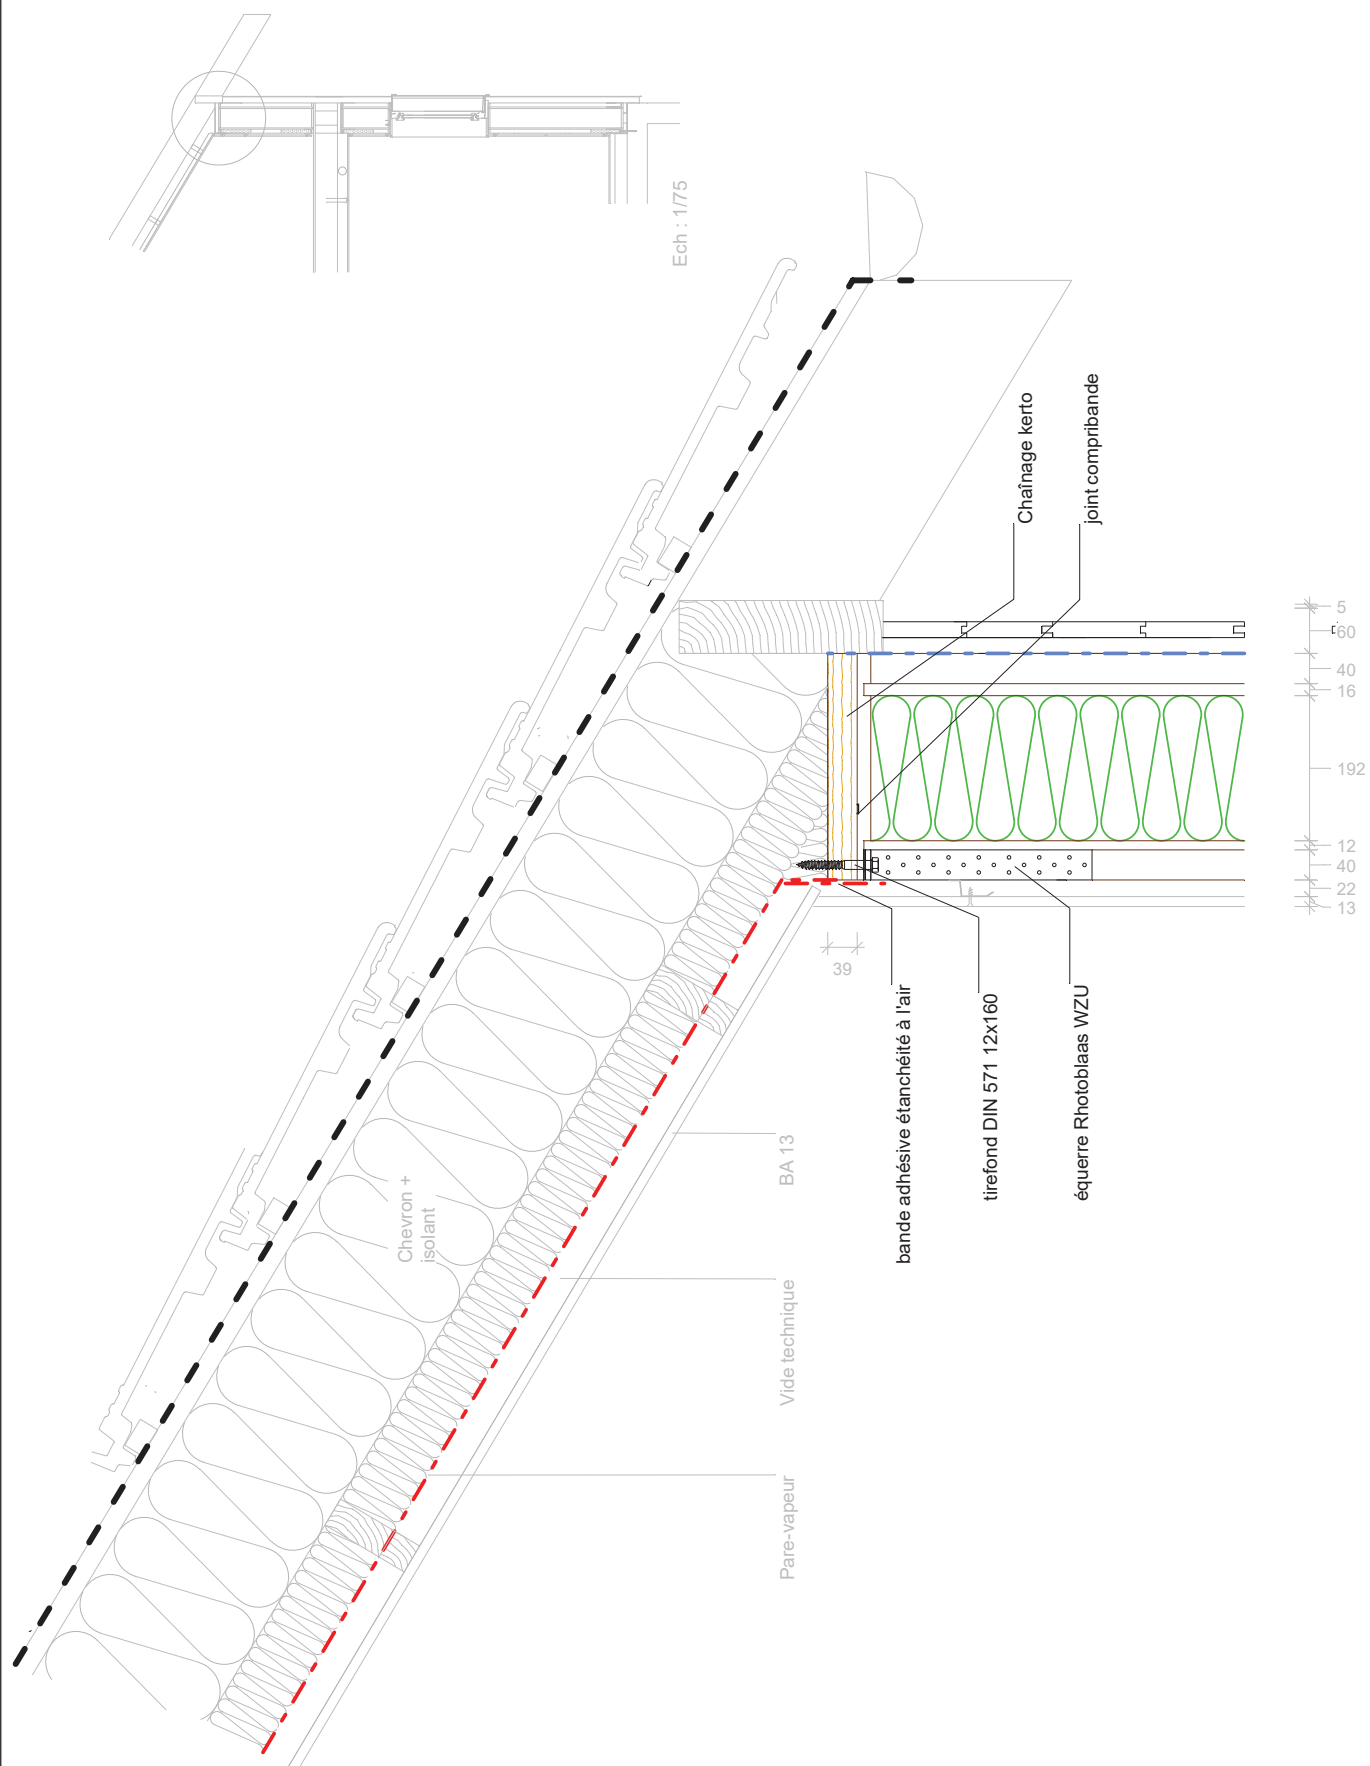 Ech : 1/75
Chaînage kerto
joint compribande
5
60
40
16
192
12
40
22
13
39
bande adhésive étanchéité à l'air
tirefond DIN 571 12x160
équerre Rhotoblaas WZU
BA 13
Chevron +
isolant
Vide technique
Pare-vapeur